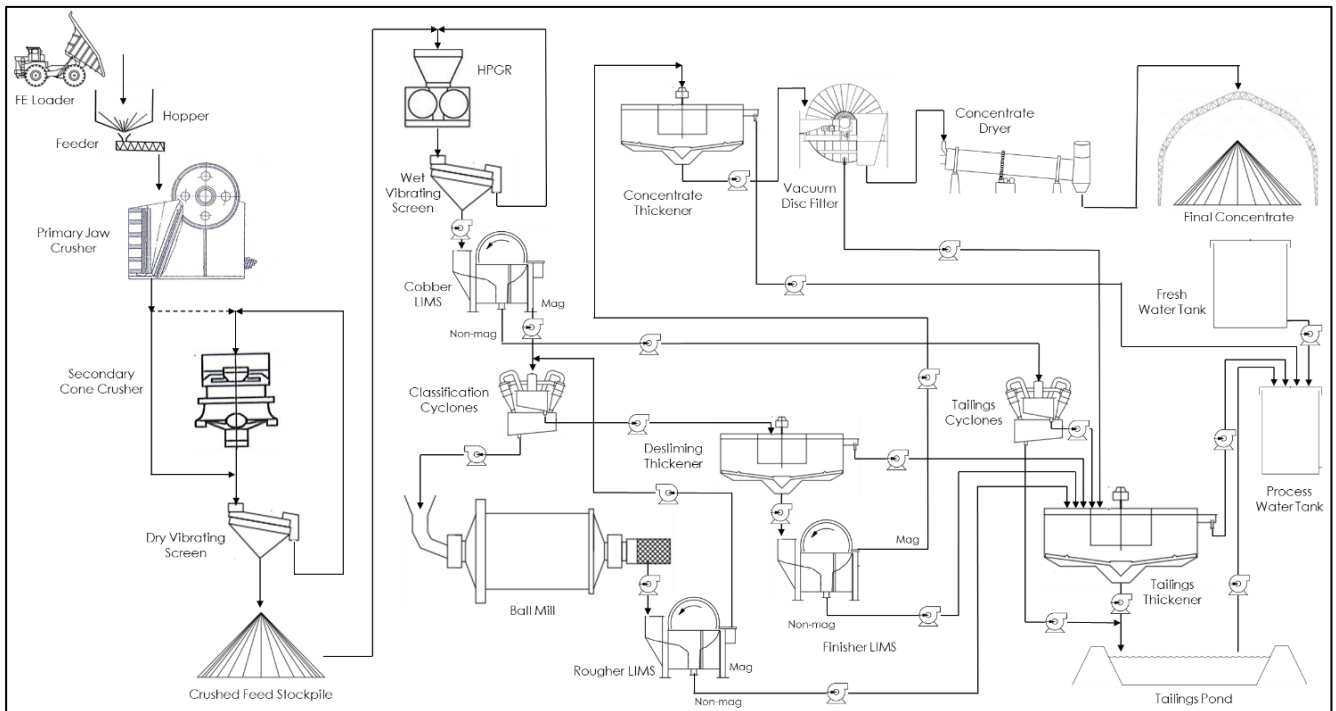 FE Loader
Hopper
Feeder
Primary Jaw
Crusher
Secondary
Cone Crusher
Dry Vibrating
Screen
Crushed Feed Stockpile
HPGR
Wet
Vibrating
Screen
Cobber
LIMS
Mag
Non-mag
Classification
Cyclones
Ball Mill
Rougher LIMS
Mag
Non-mag
Desliming
Thickener
Mag
Non-mag
Finisher LIMS
Concentrate
Thickener
Vacuum
Disc Filter
Concentrate
Dryer
Final Concentrate
Fresh
Water Tank
Process
Water Tank
Tailings
Cyclones
Tailings
Thickener
Tailings Pond